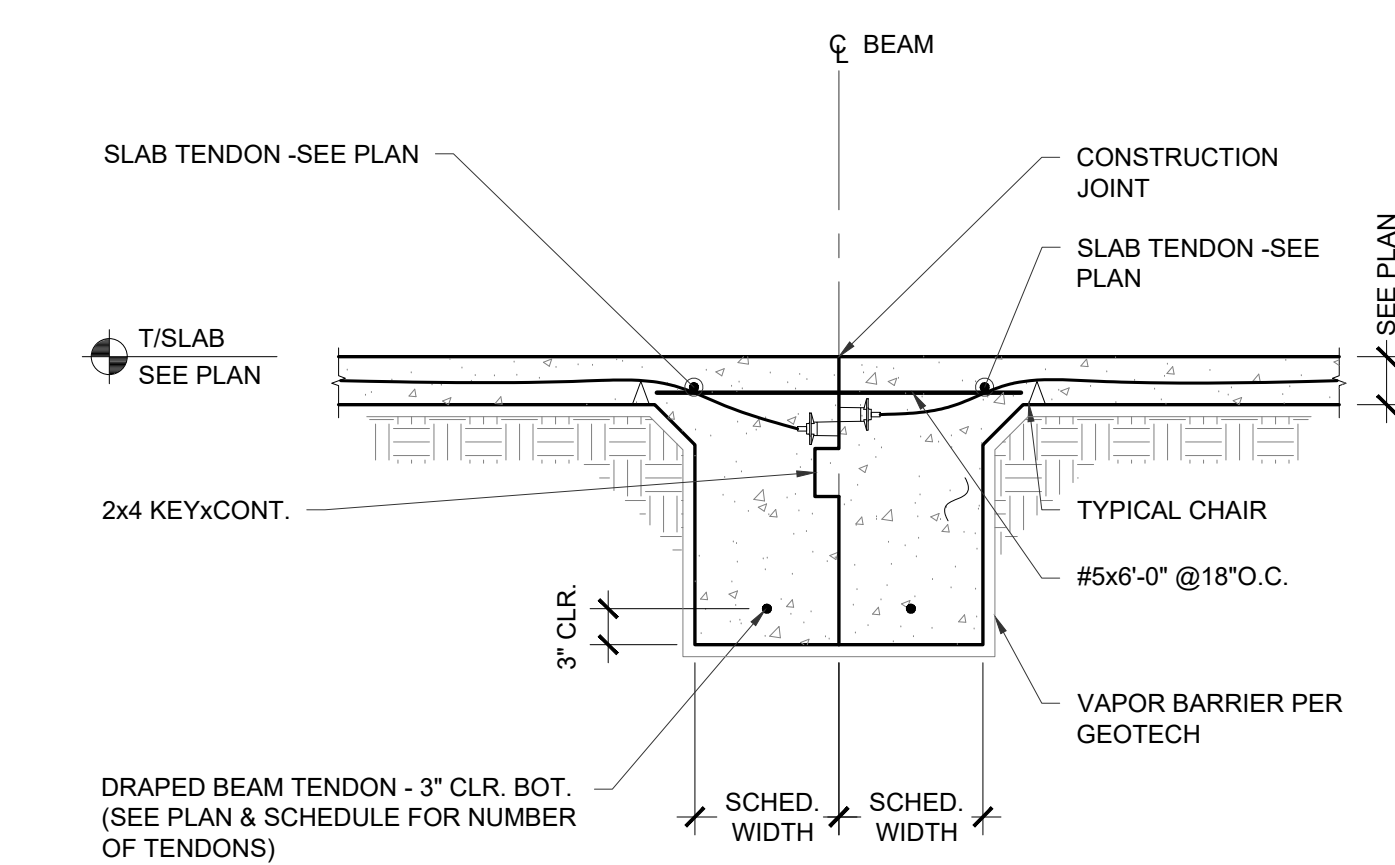 ℄ BEAM
SLAB TENDON -SEE PLAN
CONSTRUCTION
JOINT
SLAB TENDON -SEE
PLAN
SEE PLAN
T/SLAB
SEE PLAN
2x4 KEYxCONT.
TYPICAL CHAIR
#5x6'-0" @18"O.C.
3" CLR.
VAPOR BARRIER PER
GEOTECH
DRAPED BEAM TENDON - 3" CLR. BOT.
(SEE PLAN & SCHEDULE FOR NUMBER
OF TENDONS)
SCHED.
WIDTH
SCHED.
WIDTH